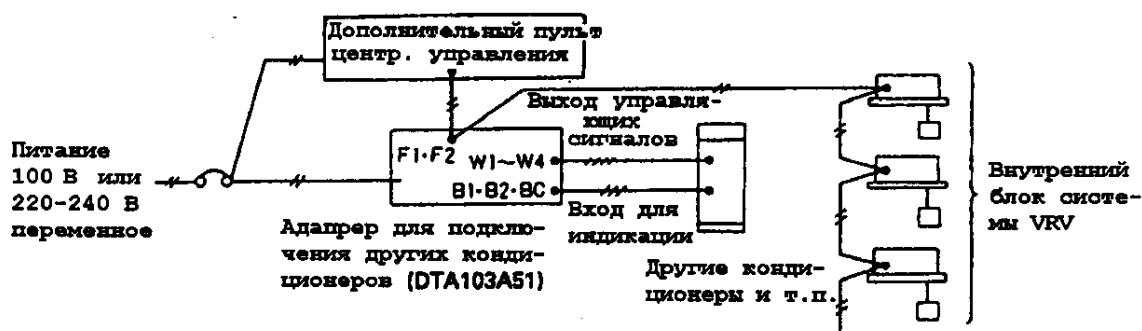 Дополнительный пульт
центр. управления
Выход управля-
ющих
сигналов
Питание
100 В или
220-240 В
переменное
F1·F2
W1~W4
B1·B2·BC
Вход для
индикации
Адапрер для подклю-
чения других конди-
ционеров (DTA103A51)
Другие конди-
ционеры и т.п.
Внутренний
блок систе-
мы VRV